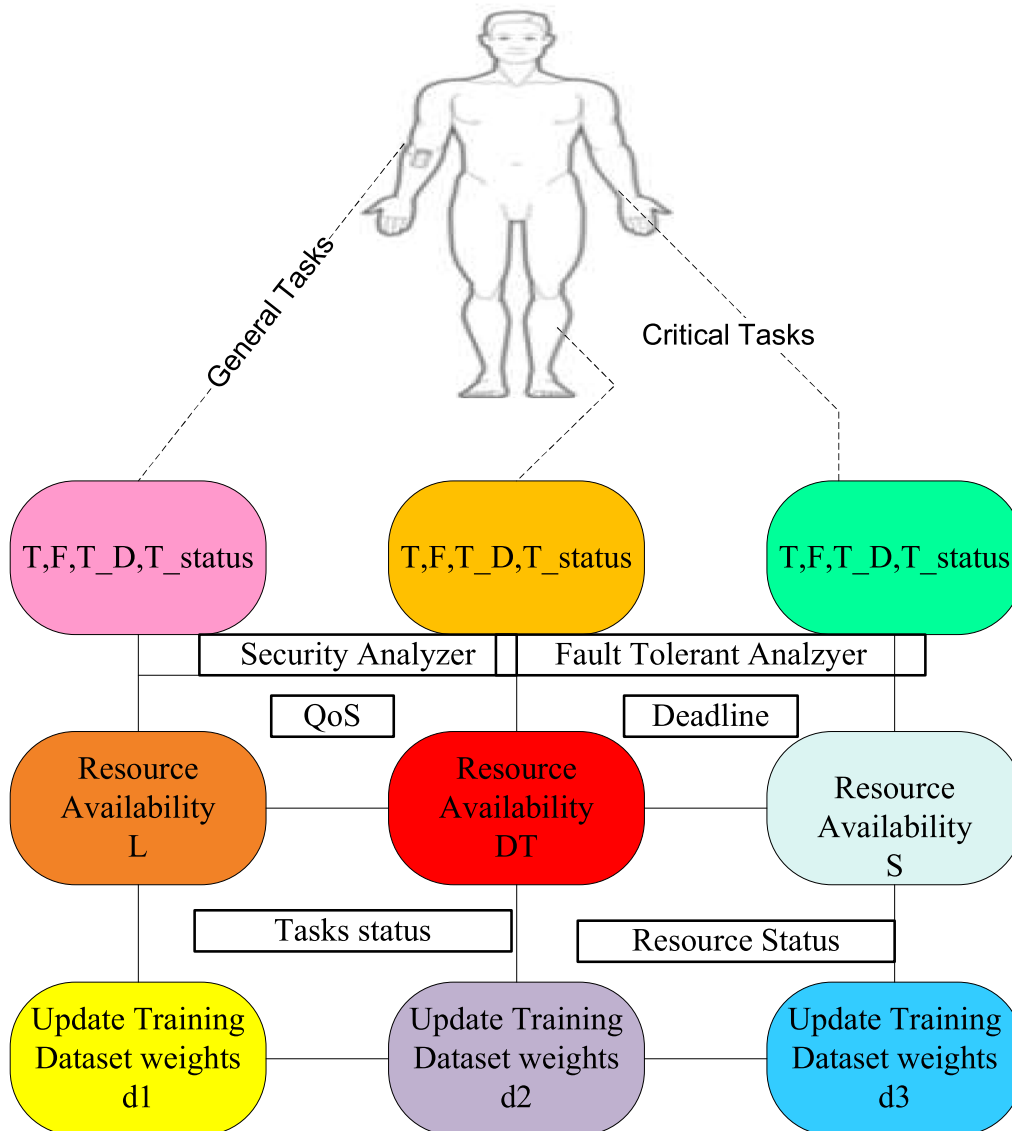 General Tasks
Critical Tasks
T,F,T_D,T_status
T,F,T_D,T_status
T,F,T_D,T_status
Security Analyzer
Fault Tolerant Analzyer
QoS
Deadline
Resource
Availability
L
Resource
Availability
DT
Resource
Availability
S
Tasks status
Resource Status
Update Training
Dataset weights
d1
Update Training
Dataset weights
d2
Update Training
Dataset weights
d3